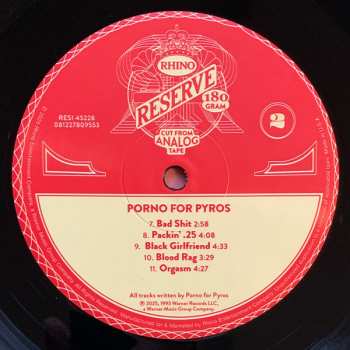 RHINO
RESERVE
180
GRAM
CUT FROM
ANALOG
TAPE
RES1-45228
081227809553
2
PORNO FOR PYROS
7. Bad Shit 2:58
8. Packin' .25 4:08
9. Black Girlfriend 4:33
10. Blood Rag 3:29
11. Orgasm 4:27
All tracks written by Porno for Pyros
℗ 2025, 1993 Warner Records LLC,
a Warner Music Group Company.